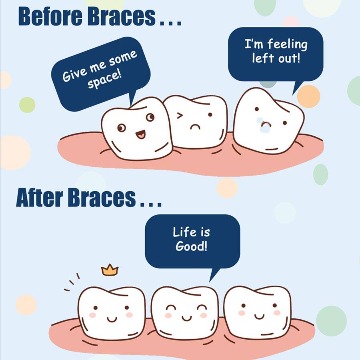 Before Braces . . .
Give me some
space!
I'm feeling
left out!
After Braces . . .
Life is
Good!